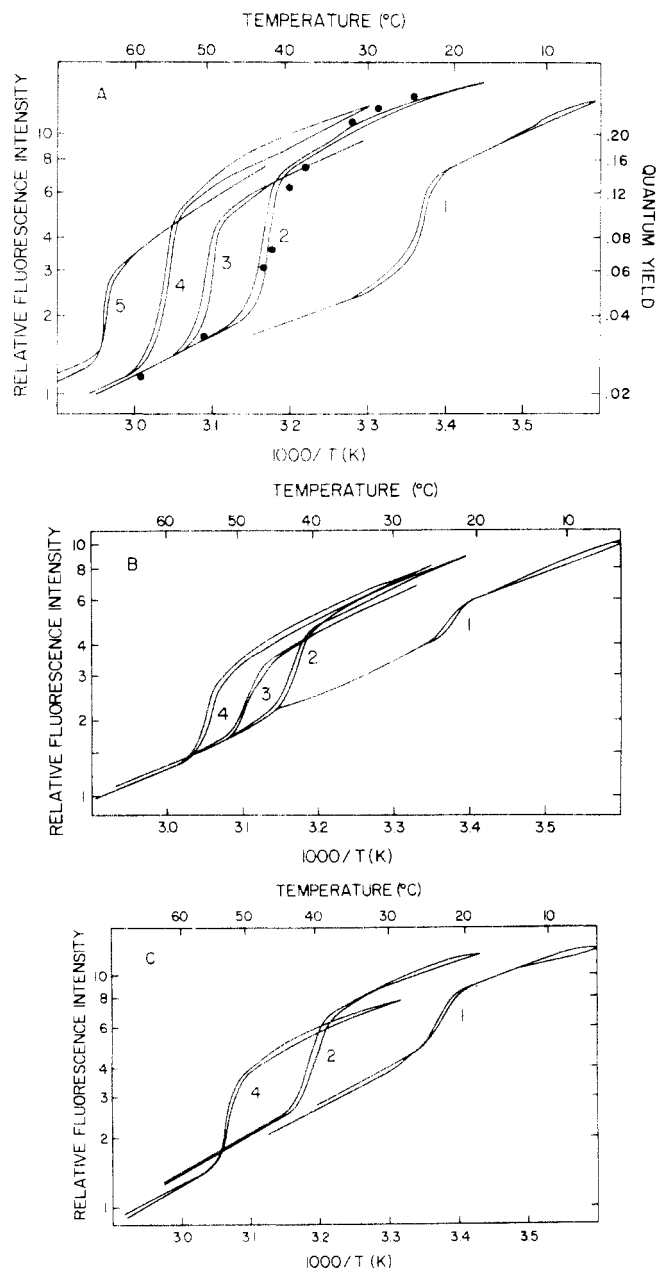 TEMPERATURE (°C)
60 50 40 30 20 10
A
RELATIVE FLUORESCENCE INTENSITY
10
8
6
4
3
2
1
QUANTUM YIELD
.20
.16
.12
.08
.06
.04
.02
5 4 3 2 1
3.0 3.1 3.2 3.3 3.4 3.5
1000/T(K)
TEMPERATURE (°C)
60 50 40 30 20 10
B
RELATIVE FLUORESCENCE INTENSITY
10
8
6
4
3
2
1
4 3 2 1
3.0 3.1 3.2 3.3 3.4 3.5
1000/T(K)
TEMPERATURE (°C)
60 50 40 30 20 10
C
RELATIVE FLUORESCENCE INTENSITY
10
8
6
4
3
2
1
4 2 1
3.0 3.1 3.2 3.3 3.4 3.5
1000/T(K)